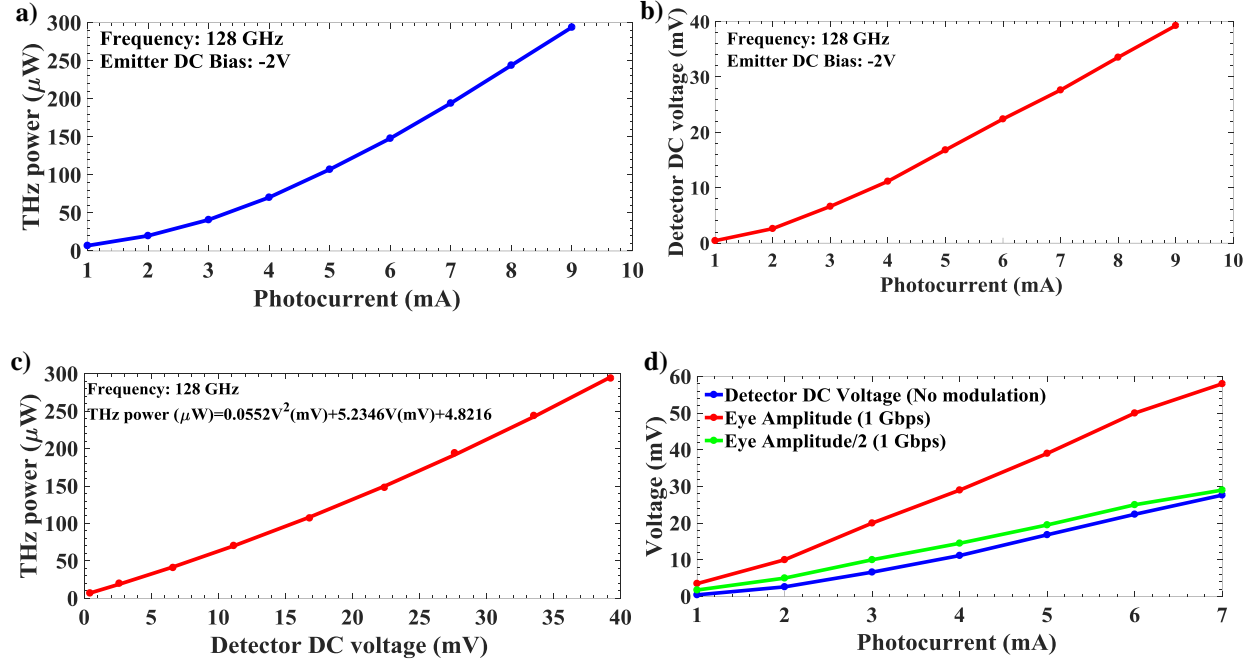 a)
300
250
200
150
100
50
0
THz power (μW)
Frequency: 128 GHz
Emitter DC Bias: -2V
1 2 3 4 5 6 7 8 9 10
Photocurrent (mA)
b)
40
30
20
10
0
Detector DC voltage (mV)
Frequency: 128 GHz
Emitter DC Bias: -2V
1 2 3 4 5 6 7 8 9 10
Photocurrent (mA)
c)
300
250
200
150
100
50
0
THz power (μW)
Frequency: 128 GHz
THz power (μW)=0.0552V²(mV)+5.2346V(mV)+4.8216
0 5 10 15 20 25 30 35 40
Detector DC voltage (mV)
d)
60
50
40
30
20
10
0
Voltage (mV)
Detector DC Voltage (No modulation)
Eye Amplitude (1 Gbps)
Eye Amplitude/2 (1 Gbps)
1 2 3 4 5 6 7
Photocurrent (mA)